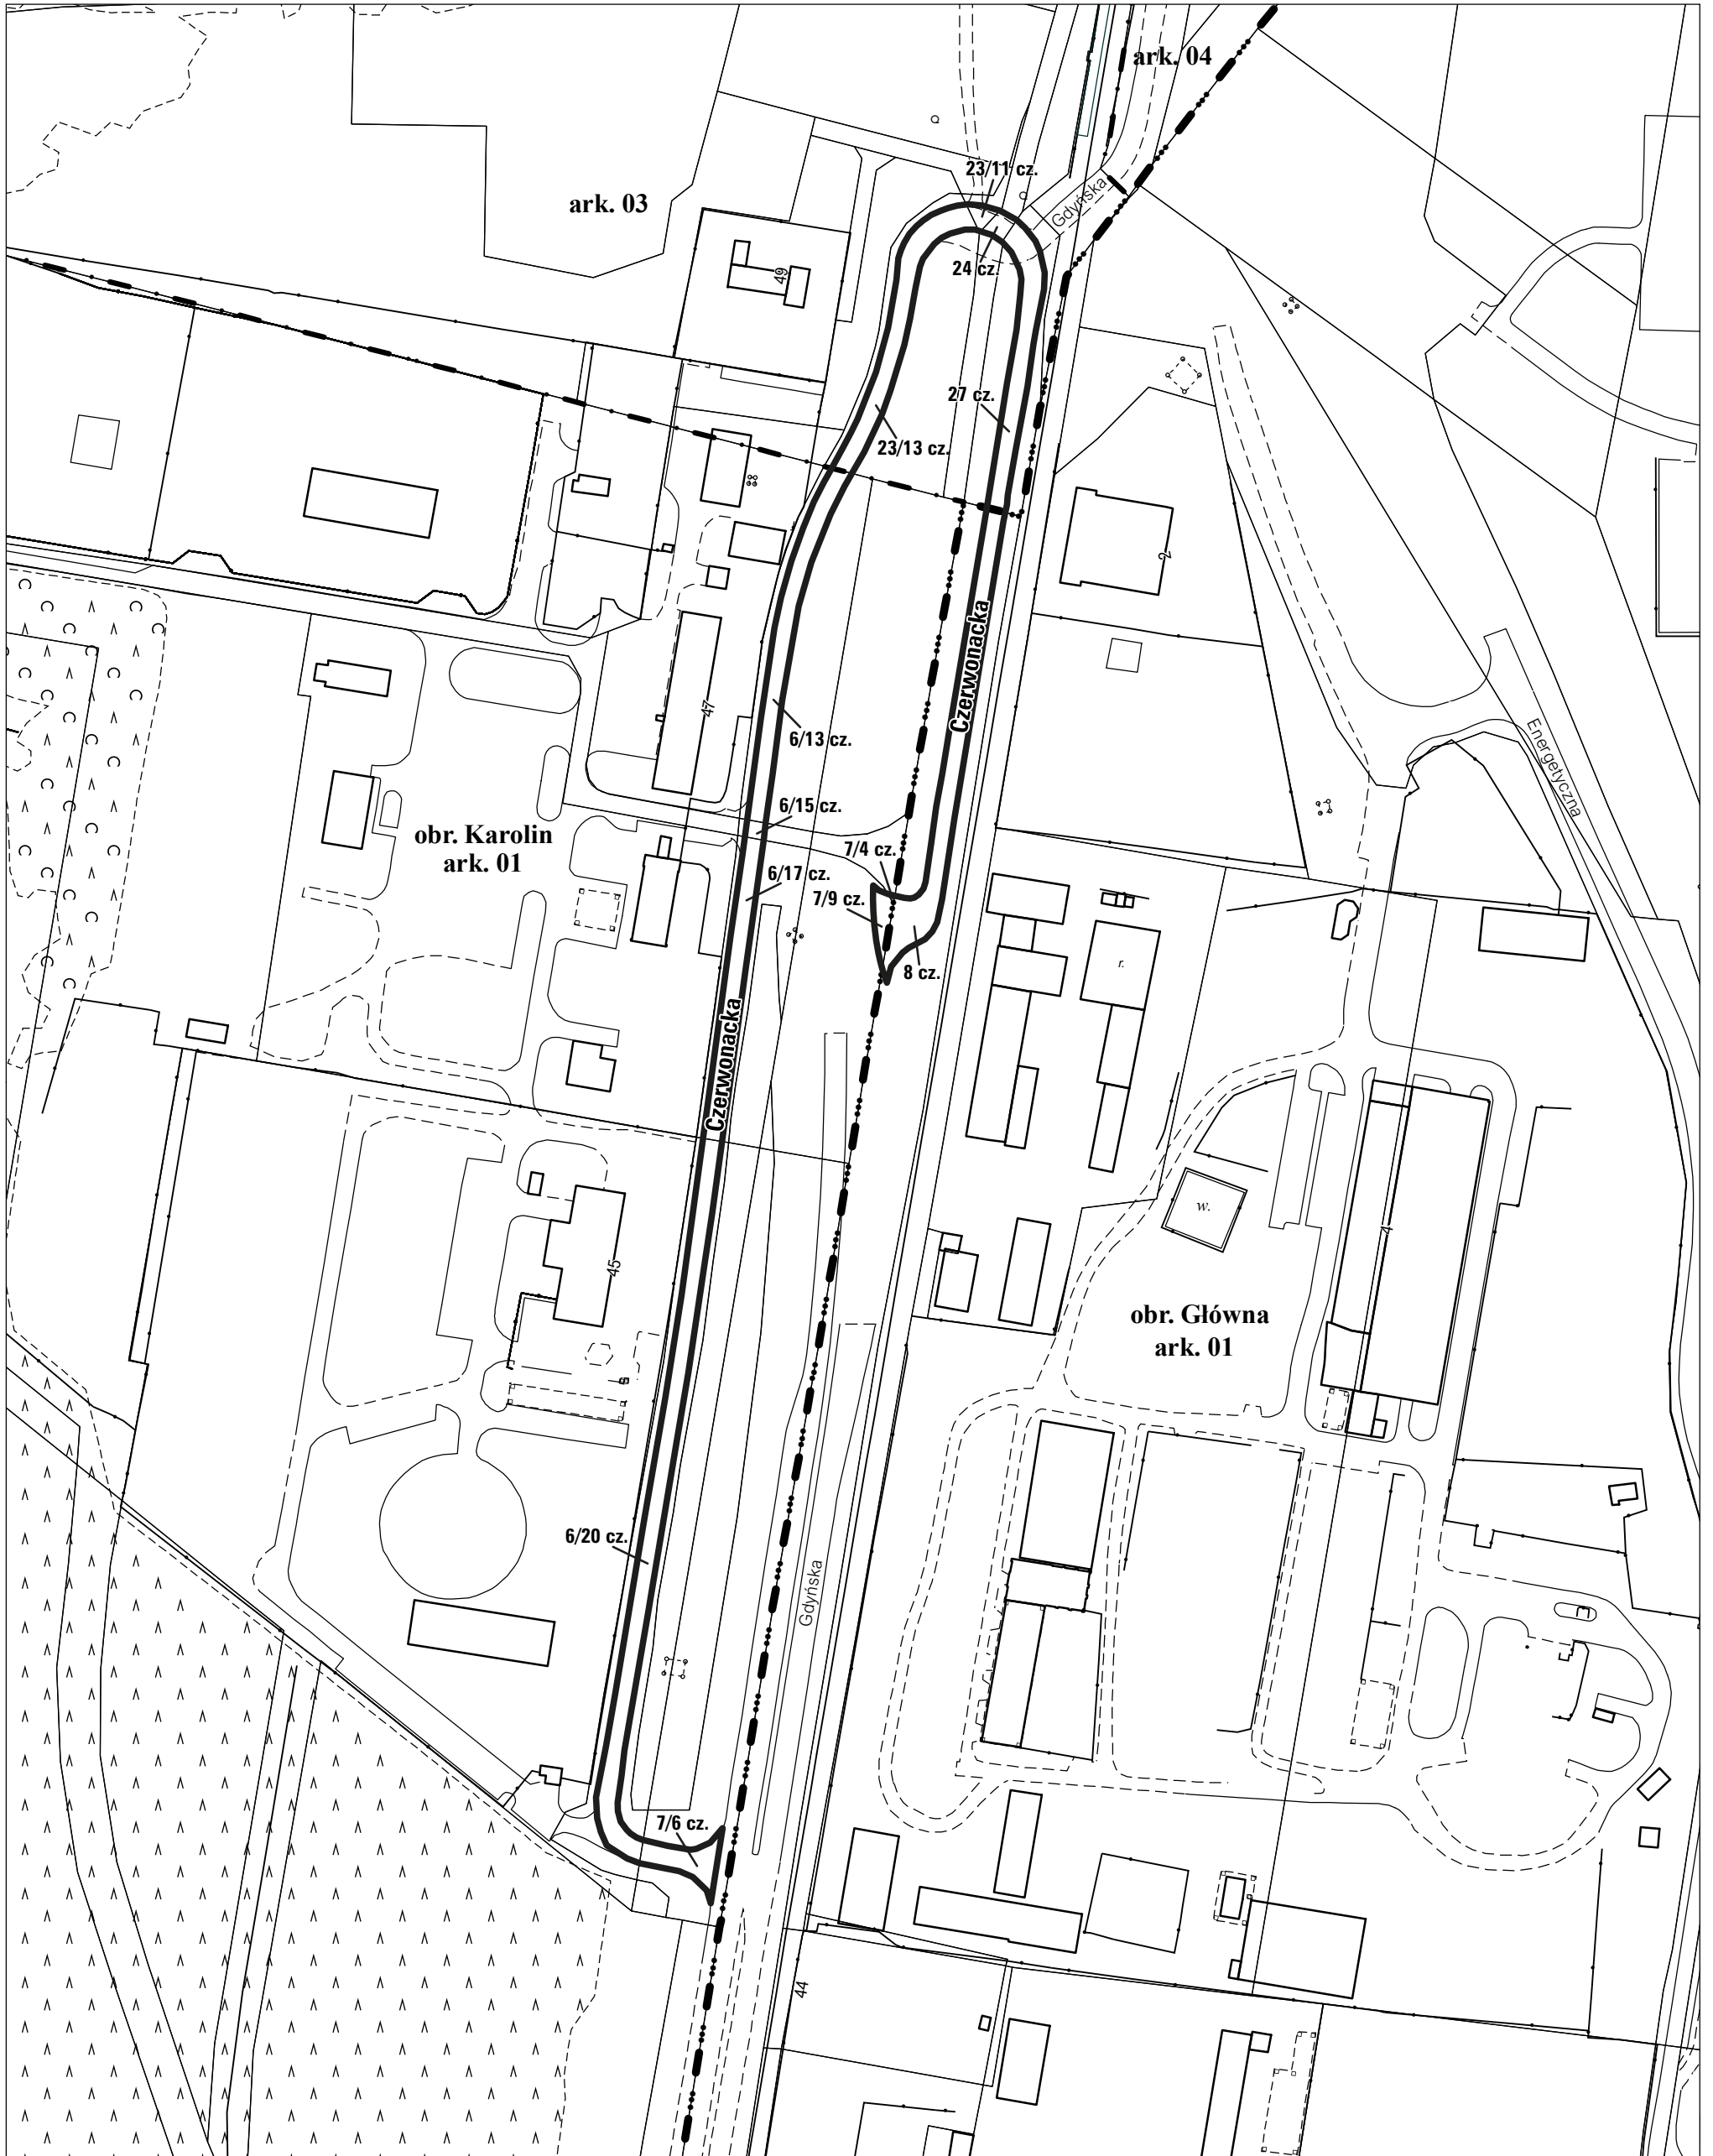 ark. 04
23/11 cz.
Gdyńska
ark. 03
24 cz.
49
27 cz.
23/13 cz.
2
Czerwonacka
47
6/13 cz.
Energetyczna
6/15 cz.
obr. Karolin
ark. 01
7/4 cz.
6/17 cz.
7/9 cz.
r.
8 cz.
Czerwonacka
w.
4
45
obr. Główna
ark. 01
6/20 cz.
Gdyńska
7/6 cz.
44